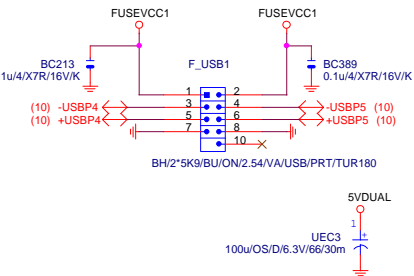 FUSEVCC1 FUSEVCC1
BC213 F_USB1 BC389
1u/4/X7R/16V/K 0.1u/4/X7R/16V/K
1 2
(10) -USBP4 3 4 -USBP5 (10)
(10) +USBP4 5 6 +USBP5 (10)
7 8
10
BH/2*5K9/BU/ON/2.54/VA/USB/PRT/TUR180
5VDUAL
1 +
UEC3
100u/OS/D/6.3V/66/30m